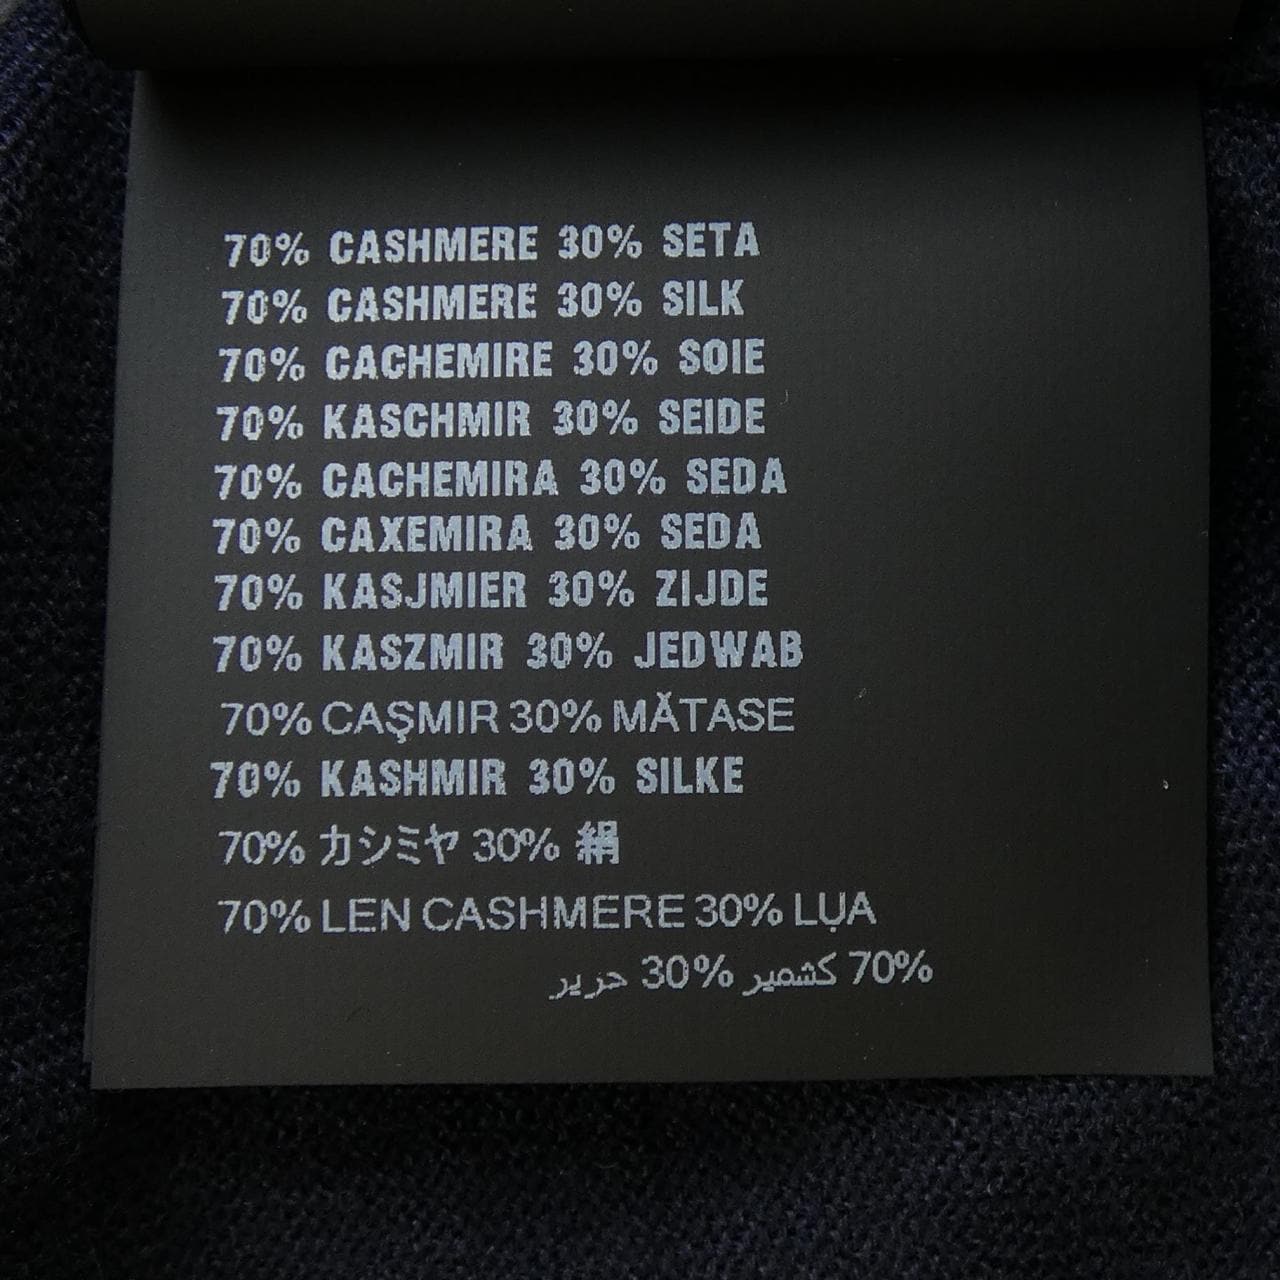 70% CASHMERE 30% SETA
70% CASHMERE 30% SILK
70% CACHEMIRE 30% SOIE
70% KASCHMIR 30% SEIDE
70% CACHEMIRA 30% SEDA
70% CAXEMIRA 30% SEDA
70% KASJMIER 30% ZIJDE
70% KASZMIR 30% JEDWAB
70% CAŞMIR 30% MĂTASE
70% KASHMIR 30% SILKE
70% カシミヤ 30% 絹
70% LEN CASHMERE 30% LỤA
70% كشمير 30% حرير